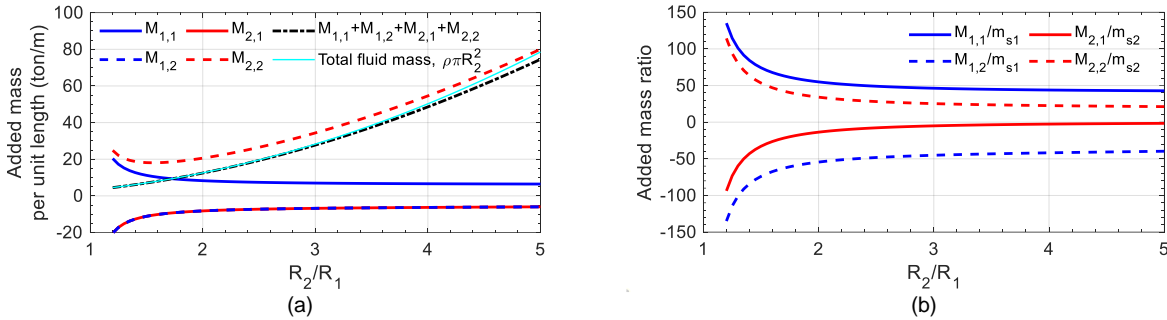 Added mass
per unit length (ton/m)
100
80
60
40
20
0
-20
M1,1
M2,1
M1,1+M1,2+M2,1+M2,2
M1,2
M2,2
Total fluid mass, ρπR2^2
1
2
3
4
5
R2/R1
(a)
Added mass ratio
150
100
50
0
-50
-100
-150
M1,1/ms1
M2,1/ms2
M1,2/ms1
M2,2/ms2
1
2
3
4
5
R2/R1
(b)